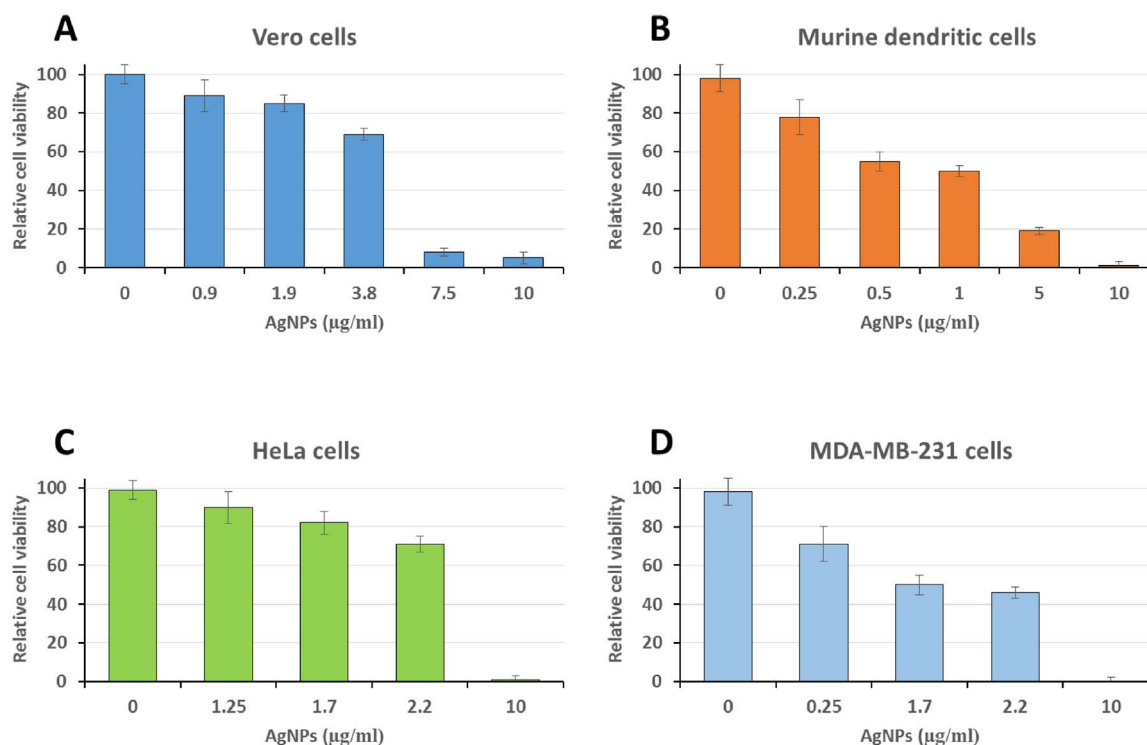 A
Vero cells
Relative cell viability
100
80
60
40
20
0
0 0.9 1.9 3.8 7.5 10
AgNPs (µg/ml)
B
Murine dendritic cells
Relative cell viability
100
80
60
40
20
0
0 0.25 0.5 1 5 10
AgNPs (µg/ml)
C
HeLa cells
Relative cell viability
100
80
60
40
20
0
0 1.25 1.7 2.2 10
AgNPs (µg/ml)
D
MDA-MB-231 cells
Relative cell viability
100
80
60
40
20
0
0 0.25 1.7 2.2 10
AgNPs (µg/ml)